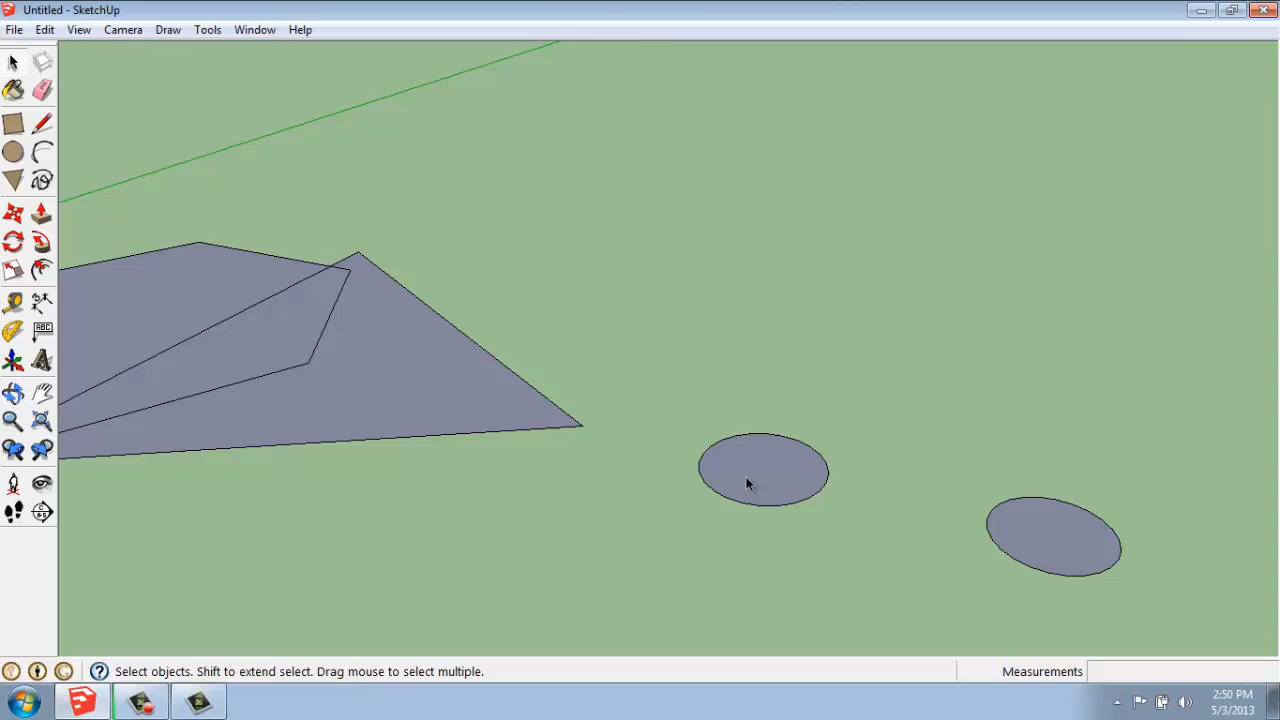 Untitled - SketchUp
File Edit View Camera Draw Tools Window Help
ABC
Select objects. Shift to extend select. Drag mouse to select multiple. Measurements
2:50 PM
5/3/2013